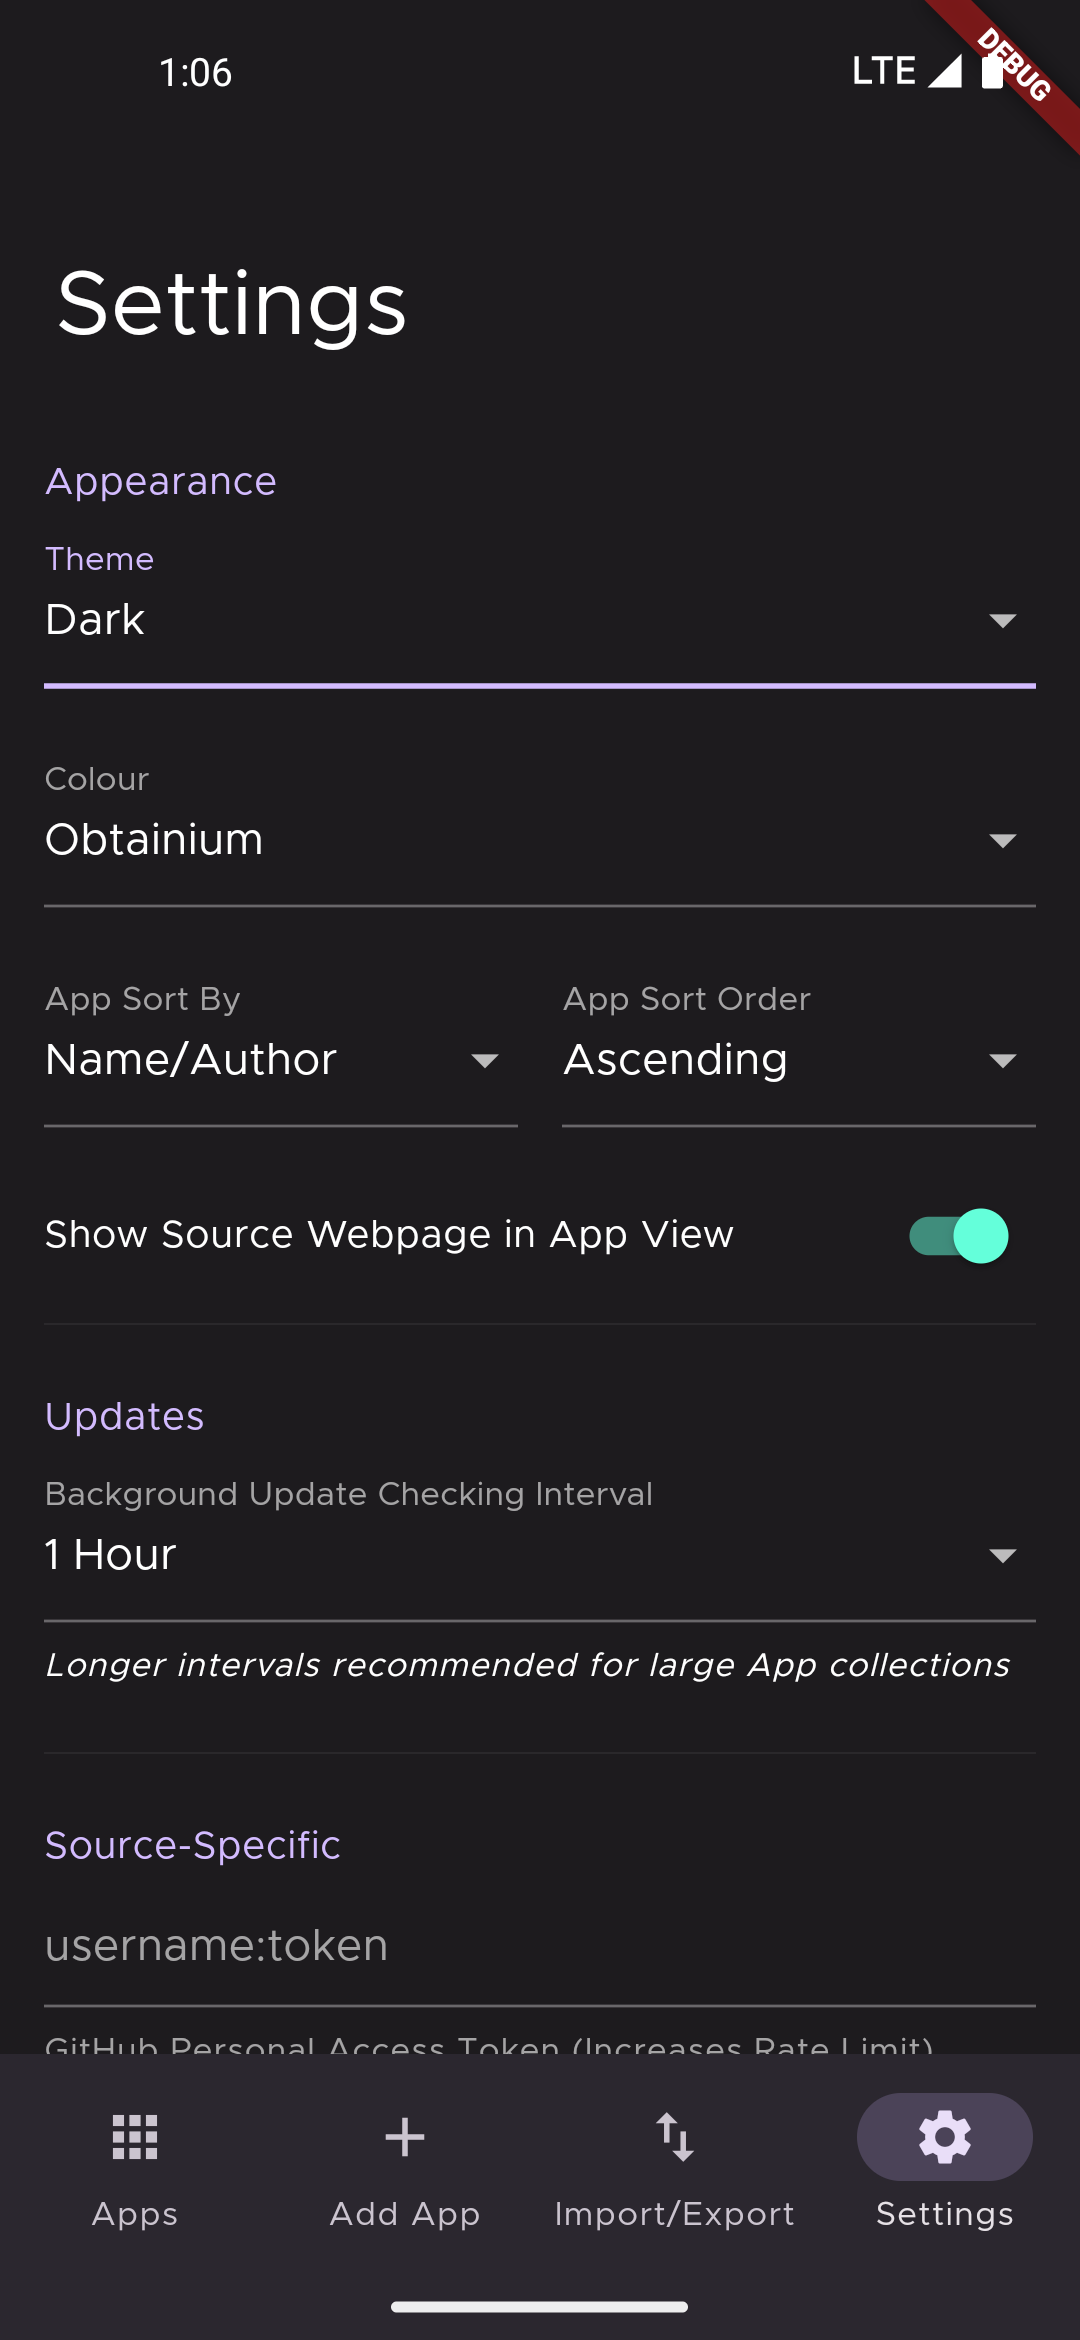 1:06
LTE
DEBUG
Settings
Appearance
Theme
Dark
Colour
Obtainium
App Sort By
App Sort Order
Name/Author
Ascending
Show Source Webpage in App View
Updates
Background Update Checking Interval
1 Hour
Longer intervals recommended for large App collections
Source-Specific
username:token
GitHub Personal Access Token (Increases Rate Limit)
Apps
Add App
Import/Export
Settings